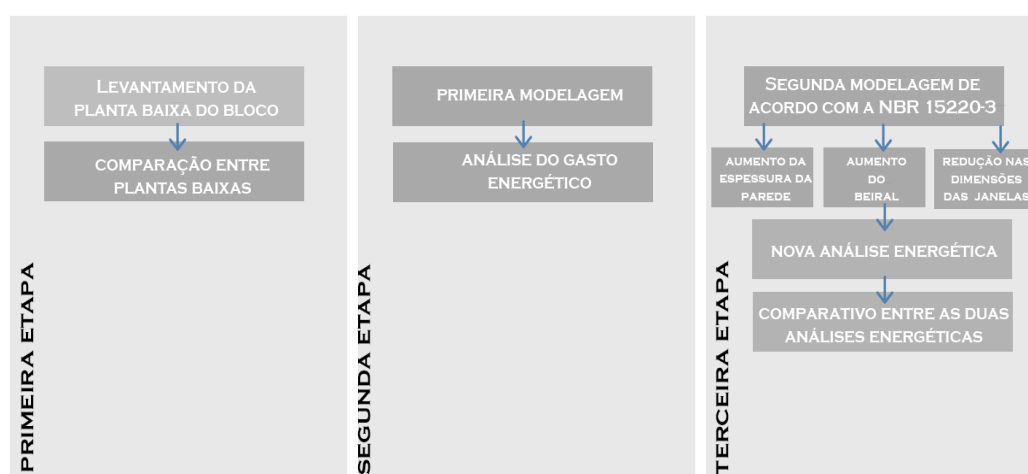 PRIMEIRA ETAPA
LEVANTAMENTO DA
PLANTA BAIXA DO BLOCO
COMPARAÇÃO ENTRE
PLANTAS BAIXAS
SEGUNDA ETAPA
PRIMEIRA MODELAGEM
ANÁLISE DO GASTO
ENERGÉTICO
TERCEIRA ETAPA
SEGUNDA MODELAGEM DE
ACORDO COM A NBR 15220-3
AUMENTO DA
ESPESSURA DA
PAREDE
AUMENTO
DO
BEIRAL
REDUÇÃO NAS
DIMENSÕES
DAS JANELAS
NOVA ANÁLISE ENERGÉTICA
COMPARATIVO ENTRE AS DUAS
ANÁLISES ENERGÉTICAS